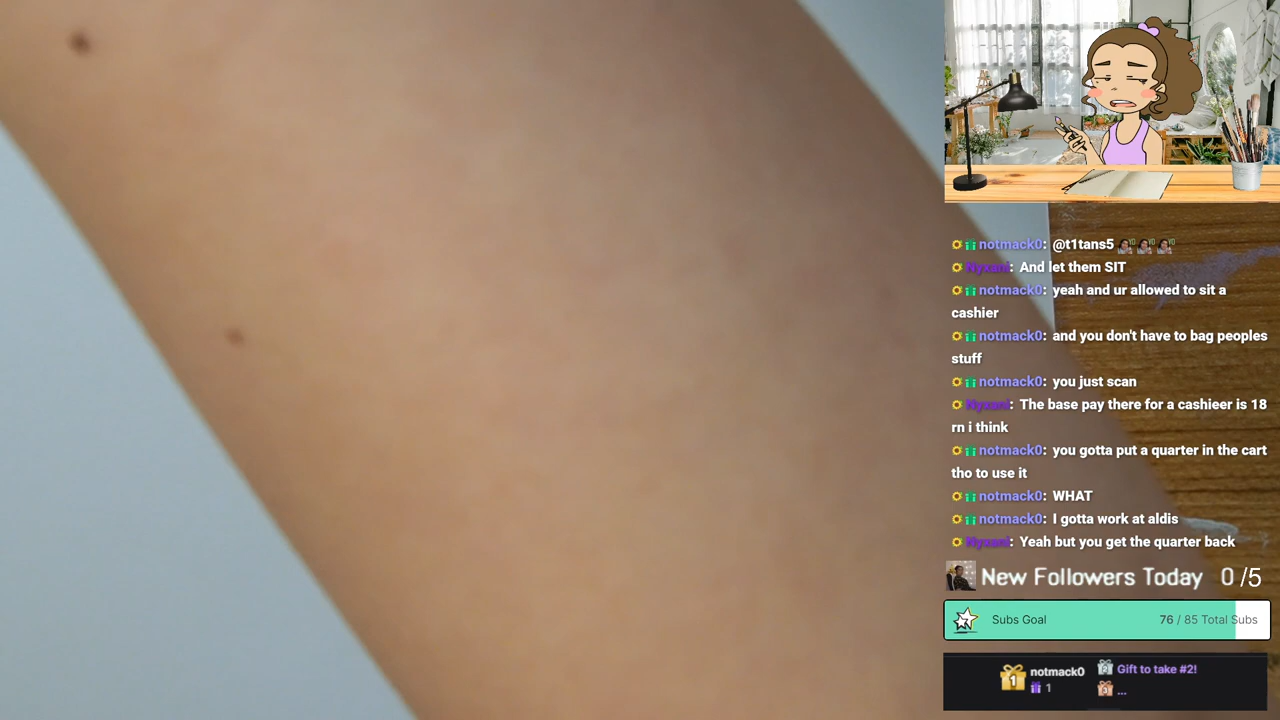 notmack0: @t1tans5
Nyxani: And let them SIT
notmack0: yeah and ur allowed to sit a
cashier
notmack0: and you don't have to bag peoples
stuff
notmack0: you just scan
Nyxani: The base pay there for a cashieer is 18
rn i think
notmack0: you gotta put a quarter in the cart
tho to use it
notmack0: WHAT
notmack0: I gotta work at aldis
Nyxani: Yeah but you get the quarter back
New Followers Today 0 /5
Subs Goal 76 / 85 Total Subs
1 notmack0 Gift to take #2!
1 ...